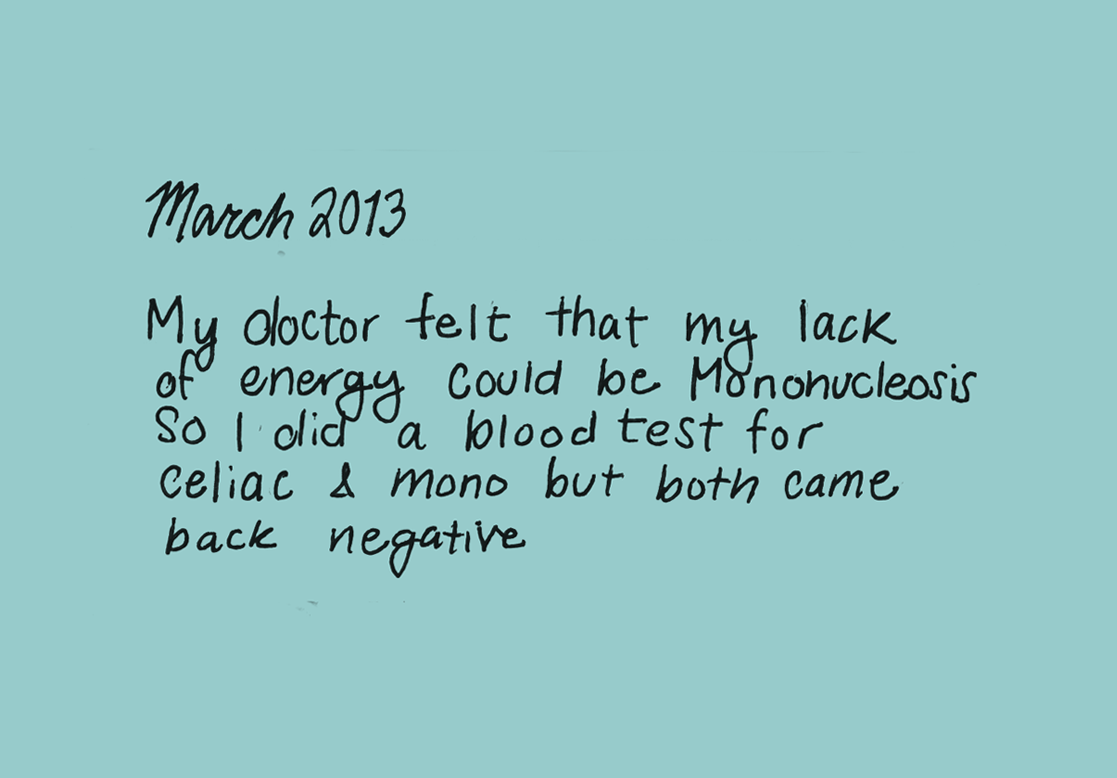 March 2013
My doctor felt that my lack
of energy could be Mononucleosis
So I did a blood test for
celiac & mono but both came
back negative